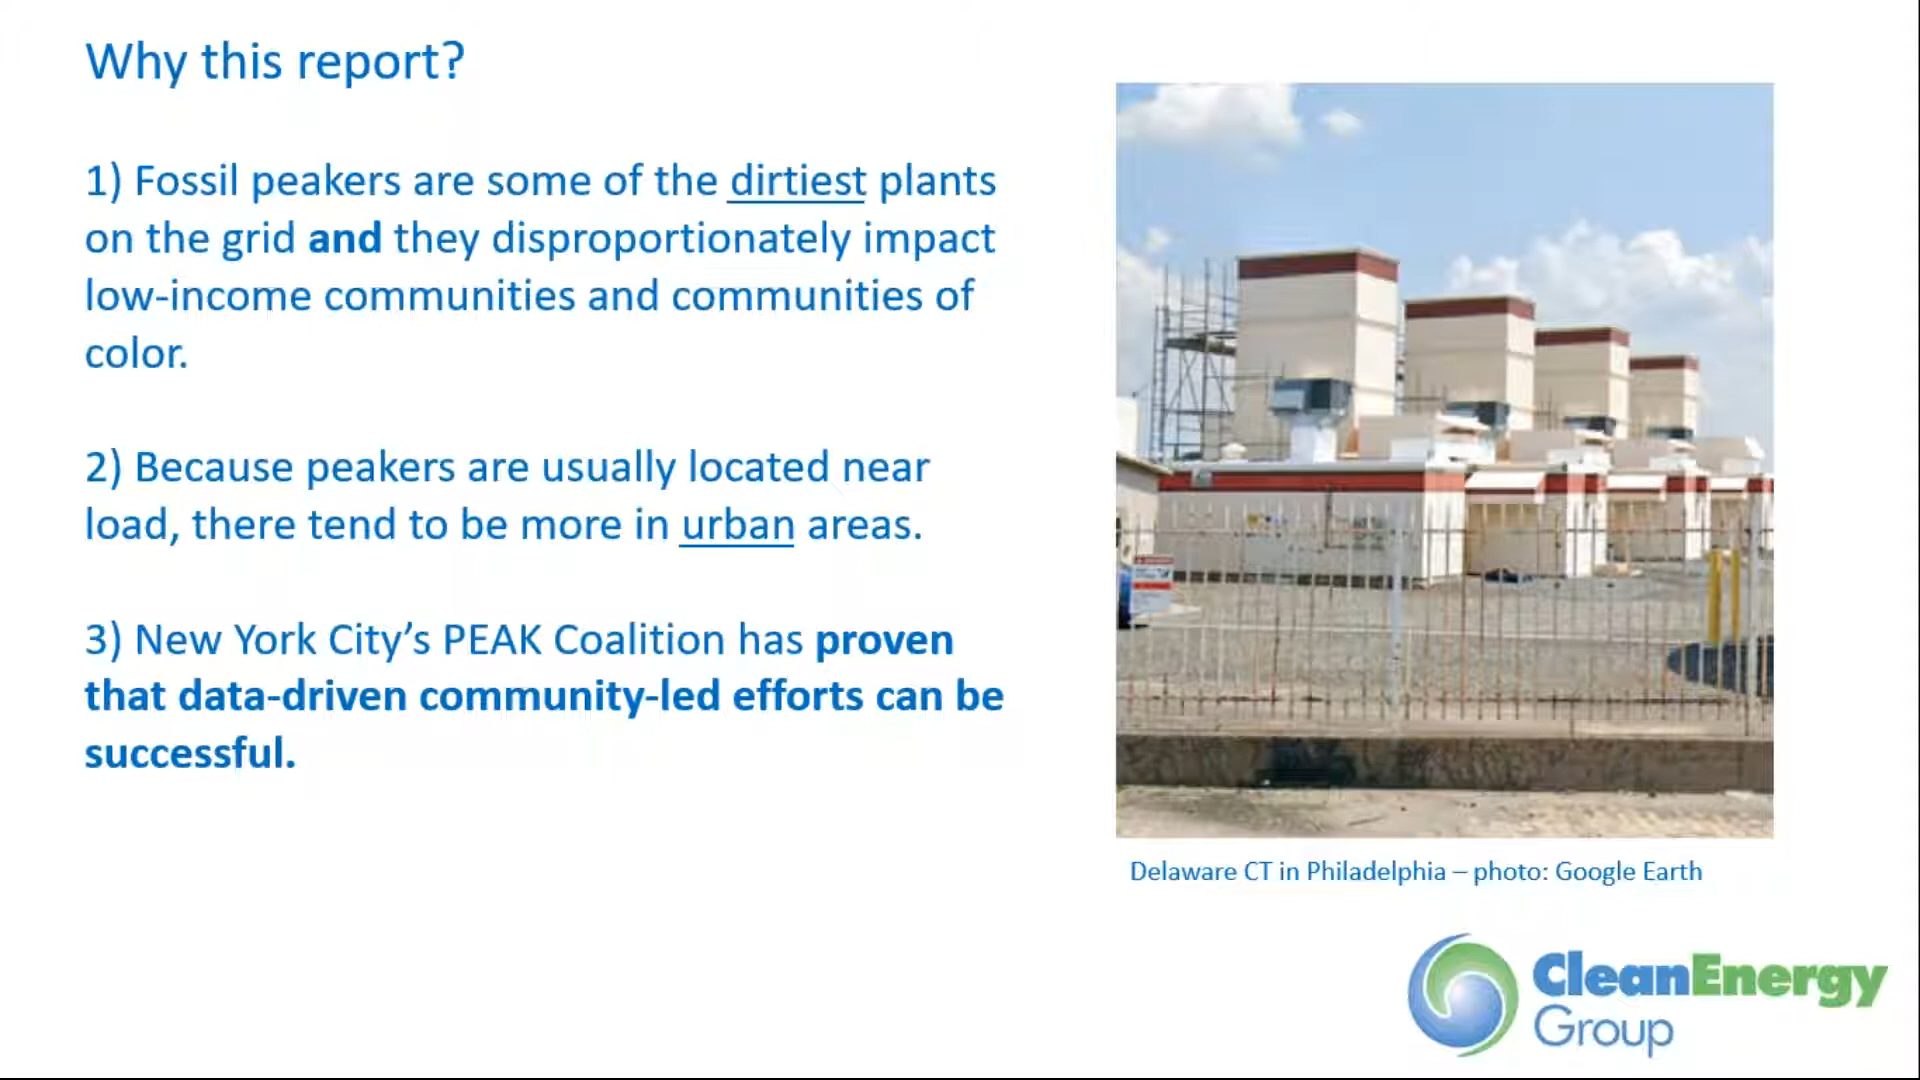 Why this report?
1) Fossil peakers are some of the dirtiest plants
on the grid and they disproportionately impact
low-income communities and communities of
color.
2) Because peakers are usually located near
load, there tend to be more in urban areas.
3) New York City’s PEAK Coalition has proven
that data-driven community-led efforts can be
successful.
Delaware CT in Philadelphia – photo: Google Earth
CleanEnergy
Group